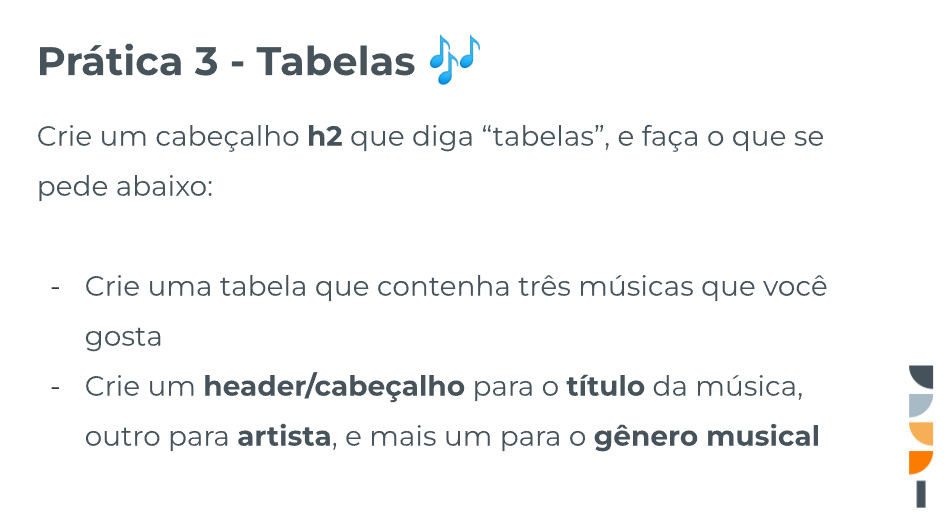 Prática 3 - Tabelas 🎶
Crie um cabeçalho h2 que diga “tabelas”, e faça o que se
pede abaixo:
- Crie uma tabela que contenha três músicas que você
gosta
- Crie um header/cabeçalho para o título da música,
outro para artista, e mais um para o gênero musical